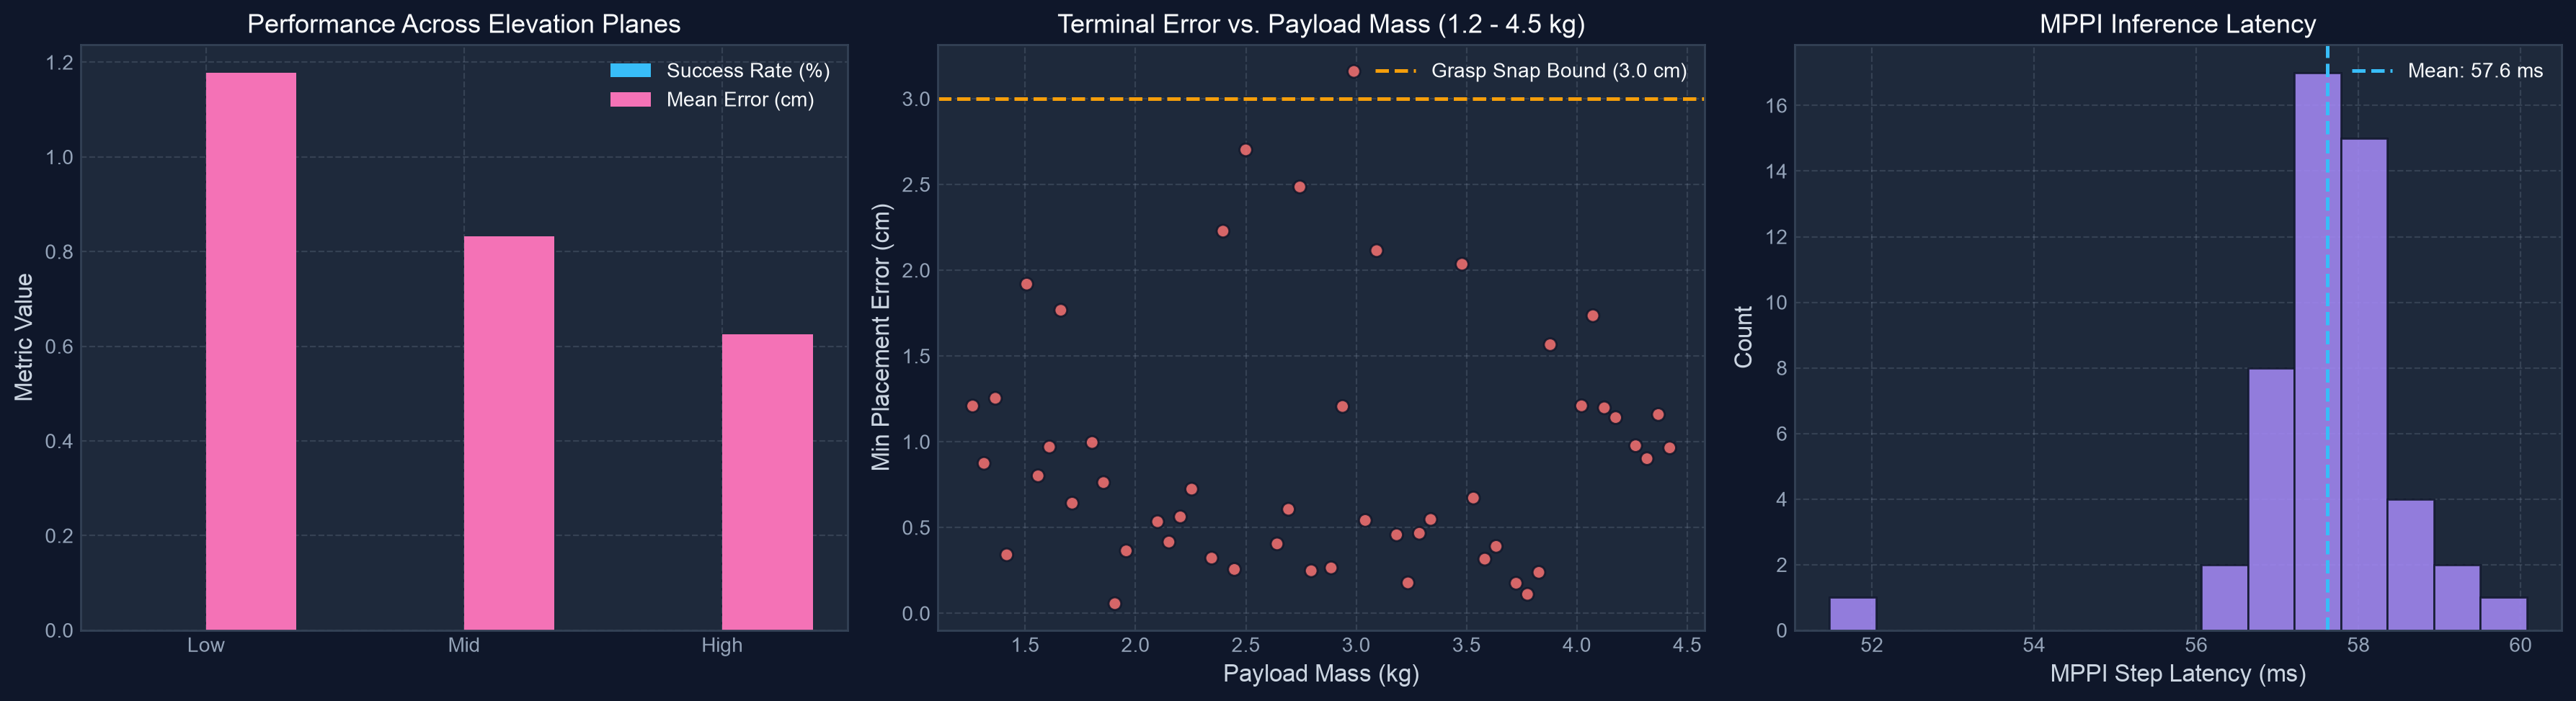 Performance Across Elevation Planes
Success Rate (%)
Mean Error (cm)
Metric Value
1.2
1.0
0.8
0.6
0.4
0.2
0.0
Low
Mid
High
Terminal Error vs. Payload Mass (1.2 - 4.5 kg)
Grasp Snap Bound (3.0 cm)
Min Placement Error (cm)
3.0
2.5
2.0
1.5
1.0
0.5
0.0
1.5
2.0
2.5
3.0
3.5
4.0
4.5
Payload Mass (kg)
MPPI Inference Latency
Mean: 57.6 ms
Count
16
14
12
10
8
6
4
2
0
52
54
56
58
60
MPPI Step Latency (ms)